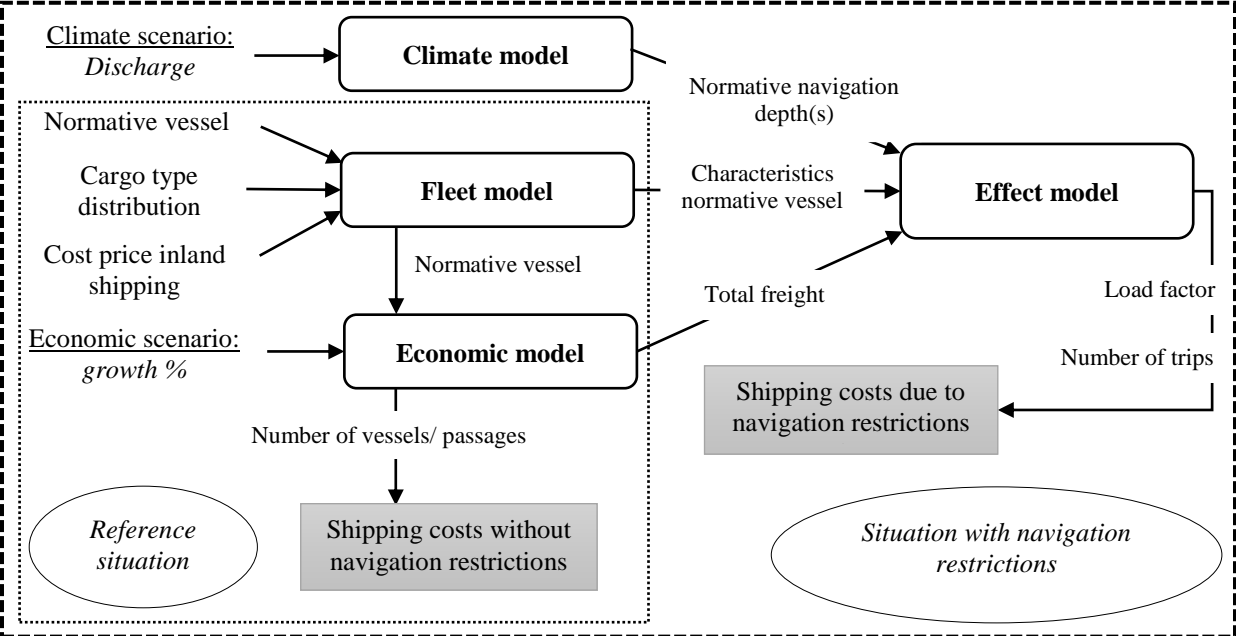 Climate scenario:
Discharge
Climate model
Normative navigation
depth(s)
Normative vessel
Cargo type
distribution
Cost price inland
shipping
Fleet model
Characteristics
normative vessel
Effect model
Normative vessel
Total freight
Load factor
Number of trips
Economic scenario:
growth %
Economic model
Shipping costs due to
navigation restrictions
Number of vessels/ passages
Reference
situation
Shipping costs without
navigation restrictions
Situation with navigation
restrictions